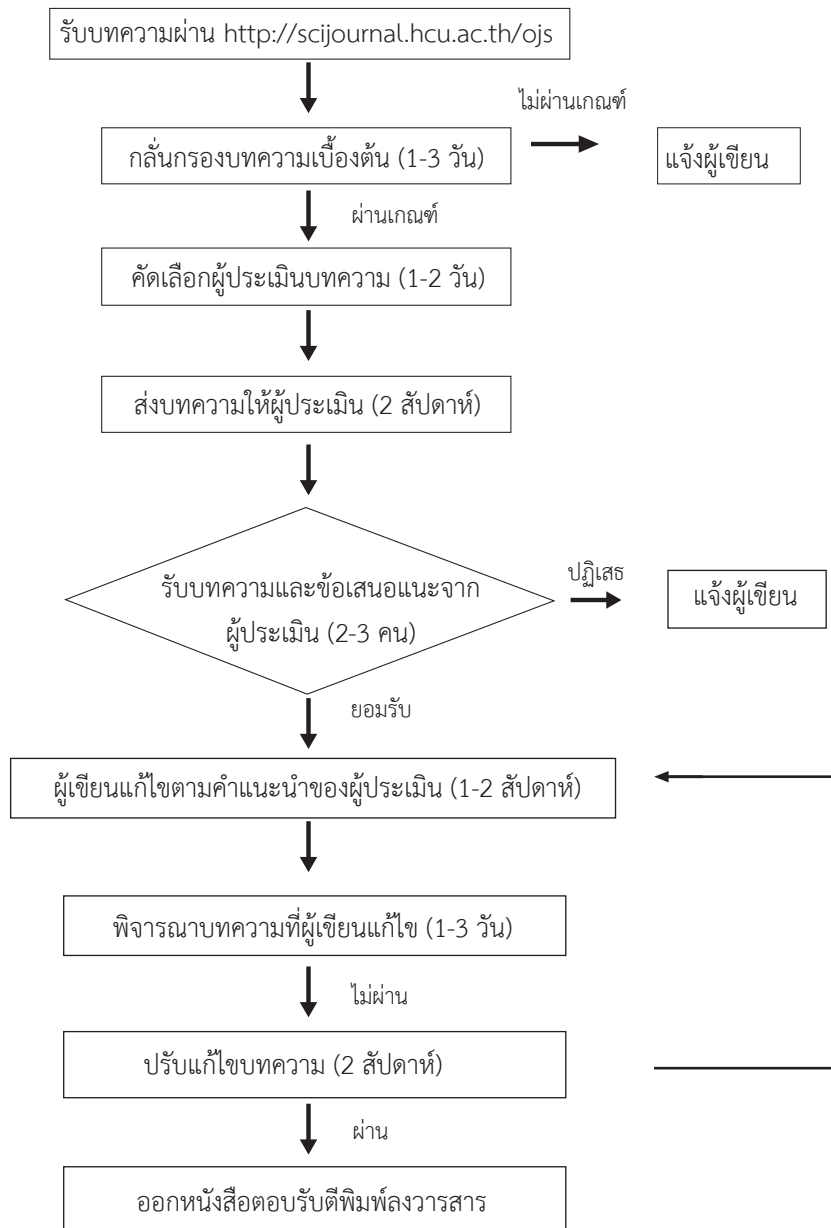 รับบทความผ่าน http://scijournal.hcu.ac.th/ojs
ไม่ผ่านเกณฑ์
กลั่นกรองบทความเบื้องต้น (1-3 วัน)
แจ้งผู้เขียน
ผ่านเกณฑ์
คัดเลือกผู้ประเมินบทความ (1-2 วัน)
ส่งบทความให้ผู้ประเมิน (2 สัปดาห์)
รับบทความและข้อเสนอแนะจาก
ผู้ประเมิน (2-3 คน)
ปฏิเสธ
แจ้งผู้เขียน
ยอมรับ
ผู้เขียนแก้ไขตามคำแนะนำของผู้ประเมิน (1-2 สัปดาห์)
พิจารณาบทความที่ผู้เขียนแก้ไข (1-3 วัน)
ไม่ผ่าน
ปรับแก้ไขบทความ (2 สัปดาห์)
ผ่าน
ออกหนังสือตอบรับตีพิมพ์ลงวารสาร